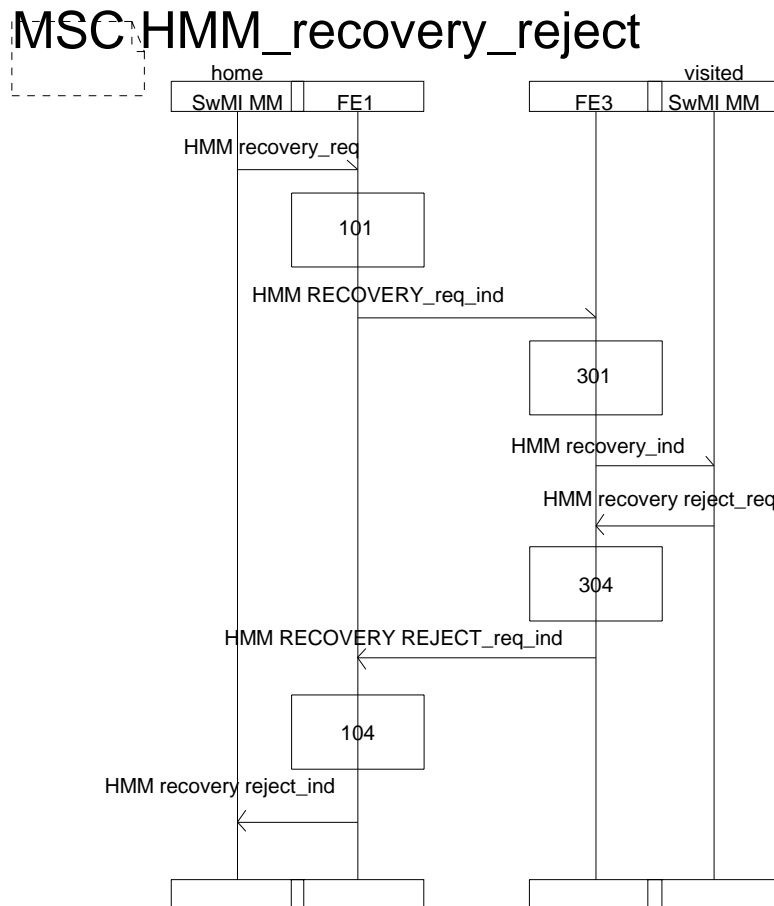 MSC HMM_recovery_reject
home visited
SwMI MM FE1 FE3 SwMI MM
HMM recovery_req
101
HMM RECOVERY_req_ind
301
HMM recovery_ind
HMM recovery reject_req
304
HMM RECOVERY REJECT_req_ind
104
HMM recovery reject_ind